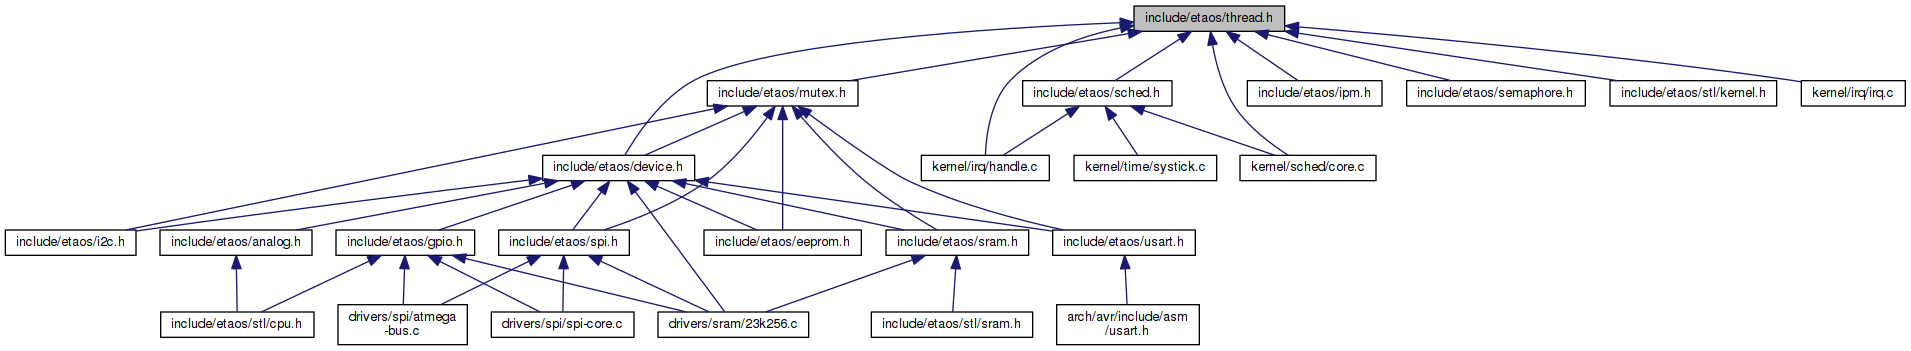 include/etaos/thread.h
include/etaos/mutex.h
include/etaos/sched.h
include/etaos/ipm.h
include/etaos/semaphore.h
include/etaos/stl/kernel.h
kernel/irq/irq.c
include/etaos/device.h
kernel/irq/handle.c
kernel/time/systick.c
kernel/sched/core.c
include/etaos/i2c.h
include/etaos/analog.h
include/etaos/gpio.h
include/etaos/spi.h
include/etaos/eeprom.h
include/etaos/sram.h
include/etaos/usart.h
include/etaos/stl/cpu.h
drivers/spi/atmega
-bus.c
drivers/spi/spi-core.c
drivers/sram/23k256.c
include/etaos/stl/sram.h
arch/avr/include/asm
/usart.h